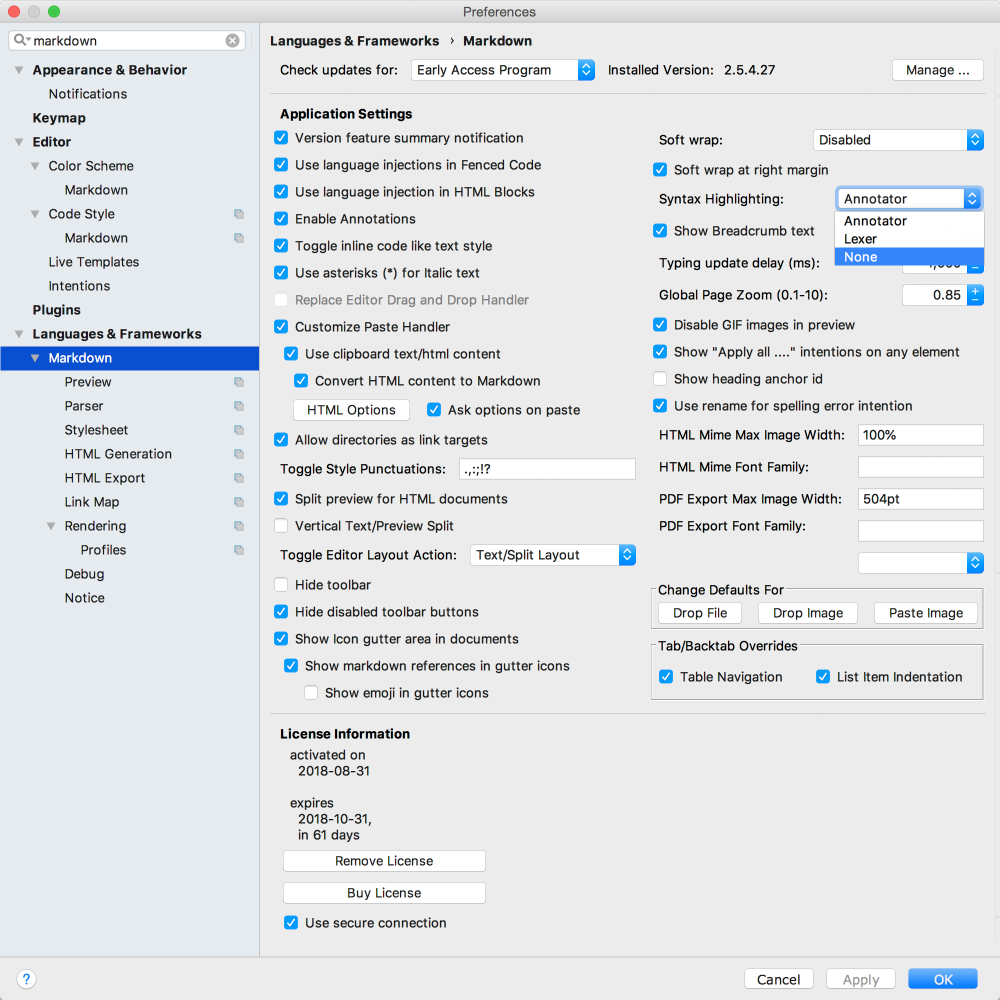 Preferences
markdown
Appearance & Behavior
Notifications
Keymap
Editor
Color Scheme
Markdown
Code Style
Markdown
Live Templates
Intentions
Plugins
Languages & Frameworks
Markdown
Preview
Parser
Stylesheet
HTML Generation
HTML Export
Link Map
Rendering
Profiles
Debug
Notice
Languages & Frameworks › Markdown
Check updates for: Early Access Program Installed Version: 2.5.4.27 Manage ...
Application Settings
Version feature summary notification
Use language injections in Fenced Code
Use language injection in HTML Blocks
Enable Annotations
Toggle inline code like text style
Use asterisks (*) for Italic text
Replace Editor Drag and Drop Handler
Customize Paste Handler
Use clipboard text/html content
Convert HTML content to Markdown
HTML Options Ask options on paste
Allow directories as link targets
Toggle Style Punctuations: .,:;!?
Split preview for HTML documents
Vertical Text/Preview Split
Toggle Editor Layout Action: Text/Split Layout
Hide toolbar
Hide disabled toolbar buttons
Show Icon gutter area in documents
Show markdown references in gutter icons
Show emoji in gutter icons
Soft wrap: Disabled
Soft wrap at right margin
Syntax Highlighting: Annotator
Annotator
Lexer
None
Show Breadcrumb text
Typing update delay (ms):
Global Page Zoom (0.1-10): 0.85
Disable GIF images in preview
Show "Apply all ...." intentions on any element
Show heading anchor id
Use rename for spelling error intention
HTML Mime Max Image Width: 100%
HTML Mime Font Family:
PDF Export Max Image Width: 504pt
PDF Export Font Family:
Change Defaults For
Drop File Drop Image Paste Image
Tab/Backtab Overrides
Table Navigation List Item Indentation
License Information
activated on
2018-08-31
expires
2018-10-31,
in 61 days
Remove License
Buy License
Use secure connection
? Cancel Apply OK